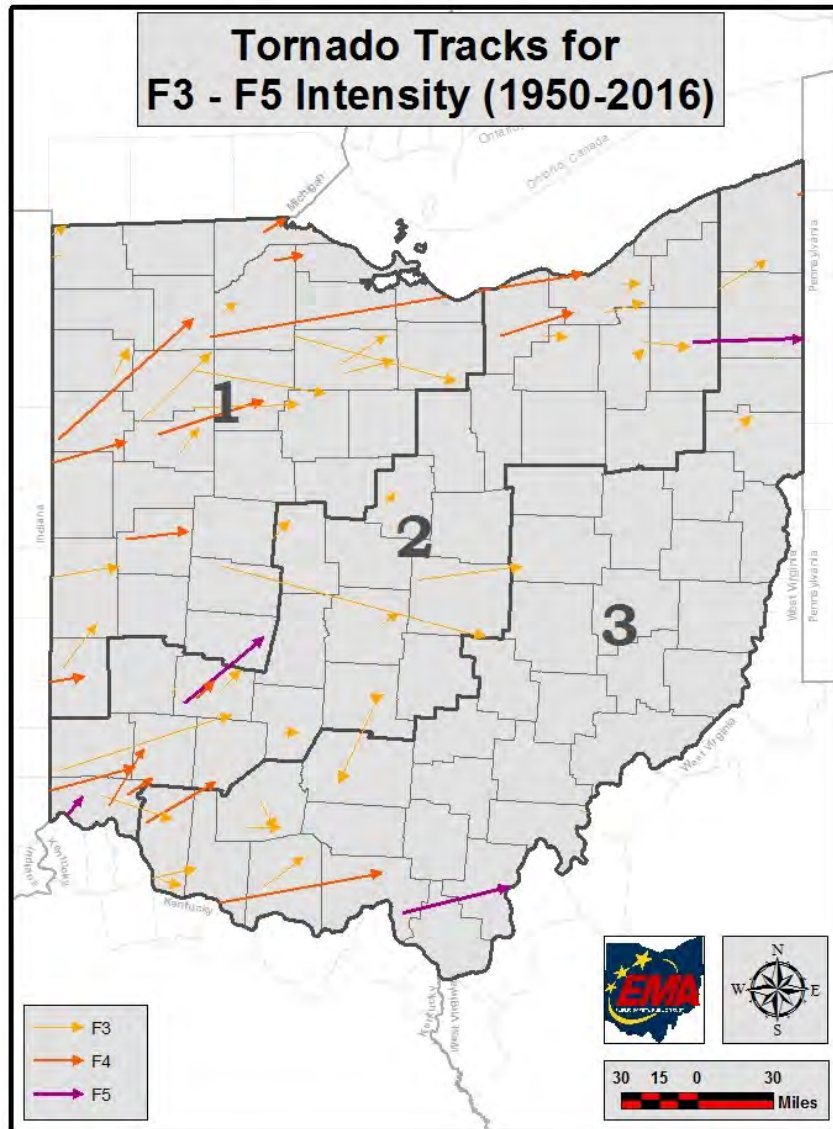 Tornado Tracks for
F3 - F5 Intensity (1950-2016)
Ontario, Canada
Michigan
Pennsylvania
1
Indiana
2
West Virginia
Pennsylvania
3
West Virginia
Indiana
Kentucky
Kentucky
Kentucky
West Virginia
EMA
N
W E
S
F3
F4
F5
30 15 0 30
Miles